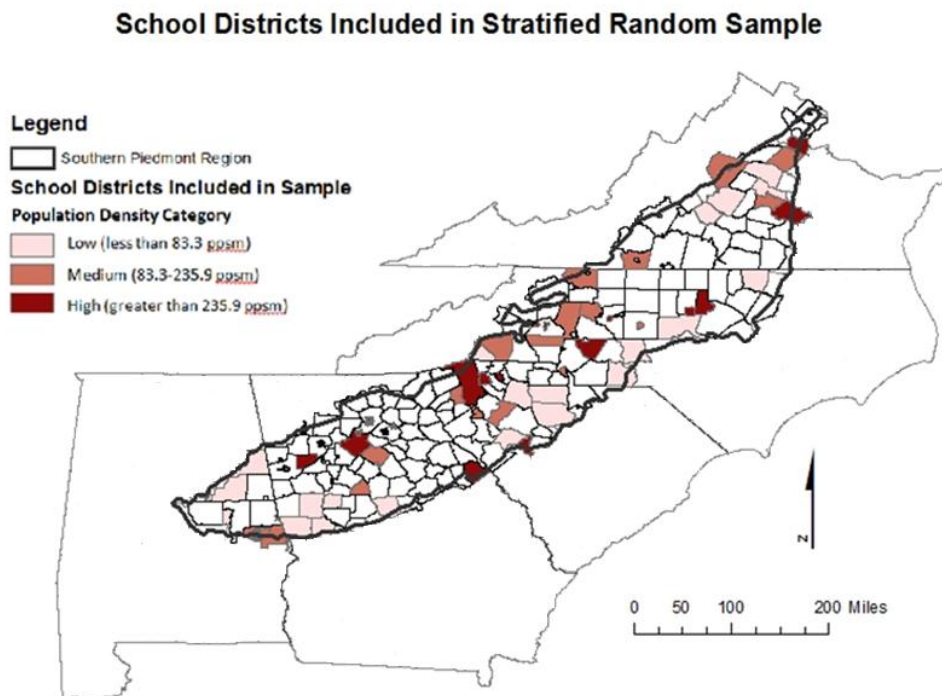 School Districts Included in Stratified Random Sample
Legend
Southern Piedmont Region
School Districts Included in Sample
Population Density Category
Low (less than 83.3 ppsm)
Medium (83.3-235.9 ppsm)
High (greater than 235.9 ppsm)
N
0 50 100 200 Miles